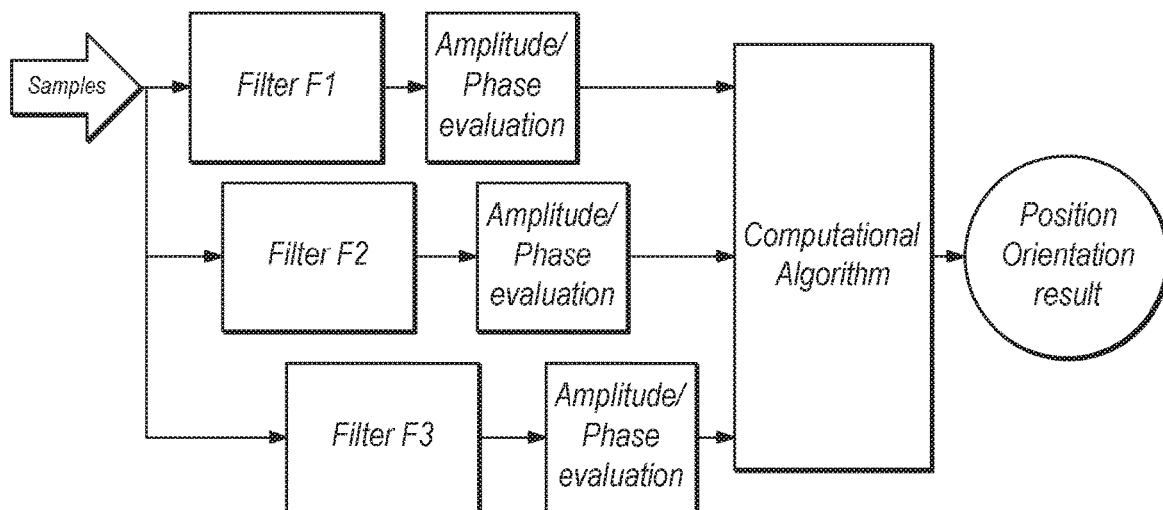 Samples
Filter F1
Amplitude/
Phase
evaluation
Filter F2
Amplitude/
Phase
evaluation
Filter F3
Amplitude/
Phase
evaluation
Computational
Algorithm
Position
Orientation
result